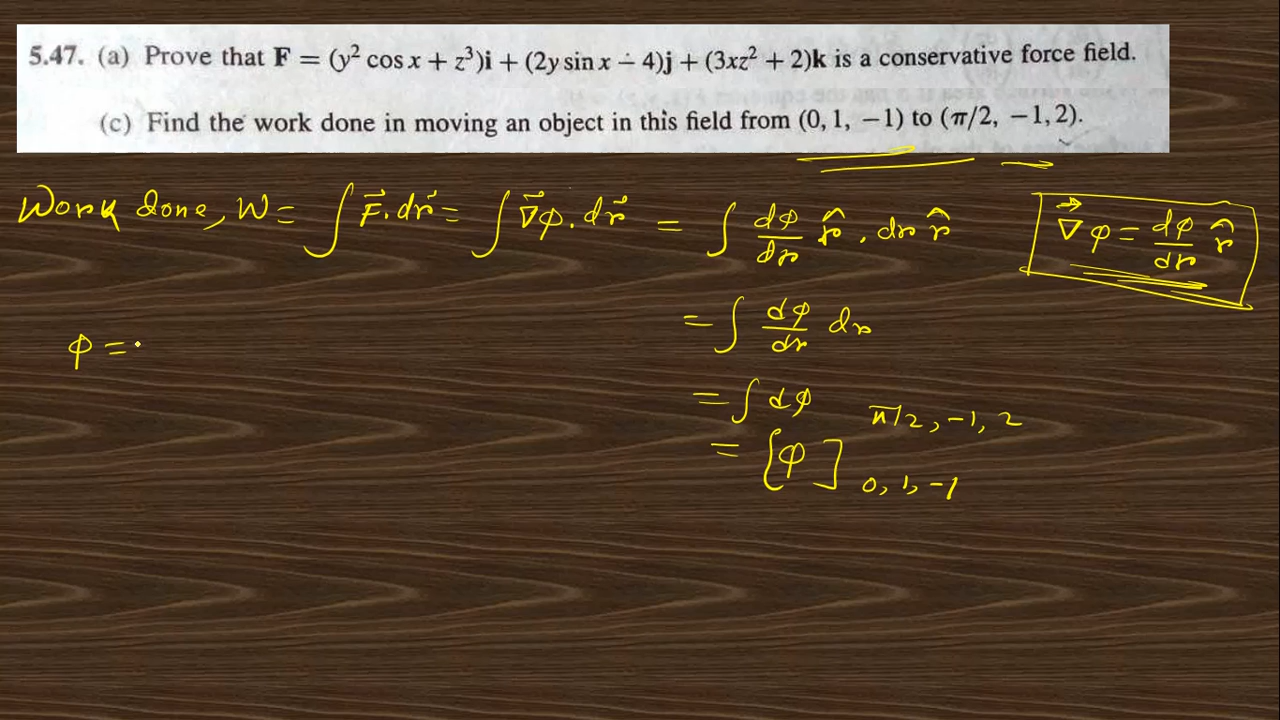 5.47. (a) Prove that F = (y² cos x + z³)i + (2y sin x − 4)j + (3xz² + 2)k is a conservative force field.
(c) Find the work done in moving an object in this field from (0, 1, −1) to (π/2, −1, 2).
Work done, W = ∫ F⃗ . dr⃗ = ∫ ∇⃗φ . dr⃗ = ∫ dφ/dr r̂ . dr r̂
∇⃗φ = dφ/dr r̂
= ∫ dφ/dr dr
φ =
= ∫ dφ
= [φ] π/2, -1, 2
0, 1, -1